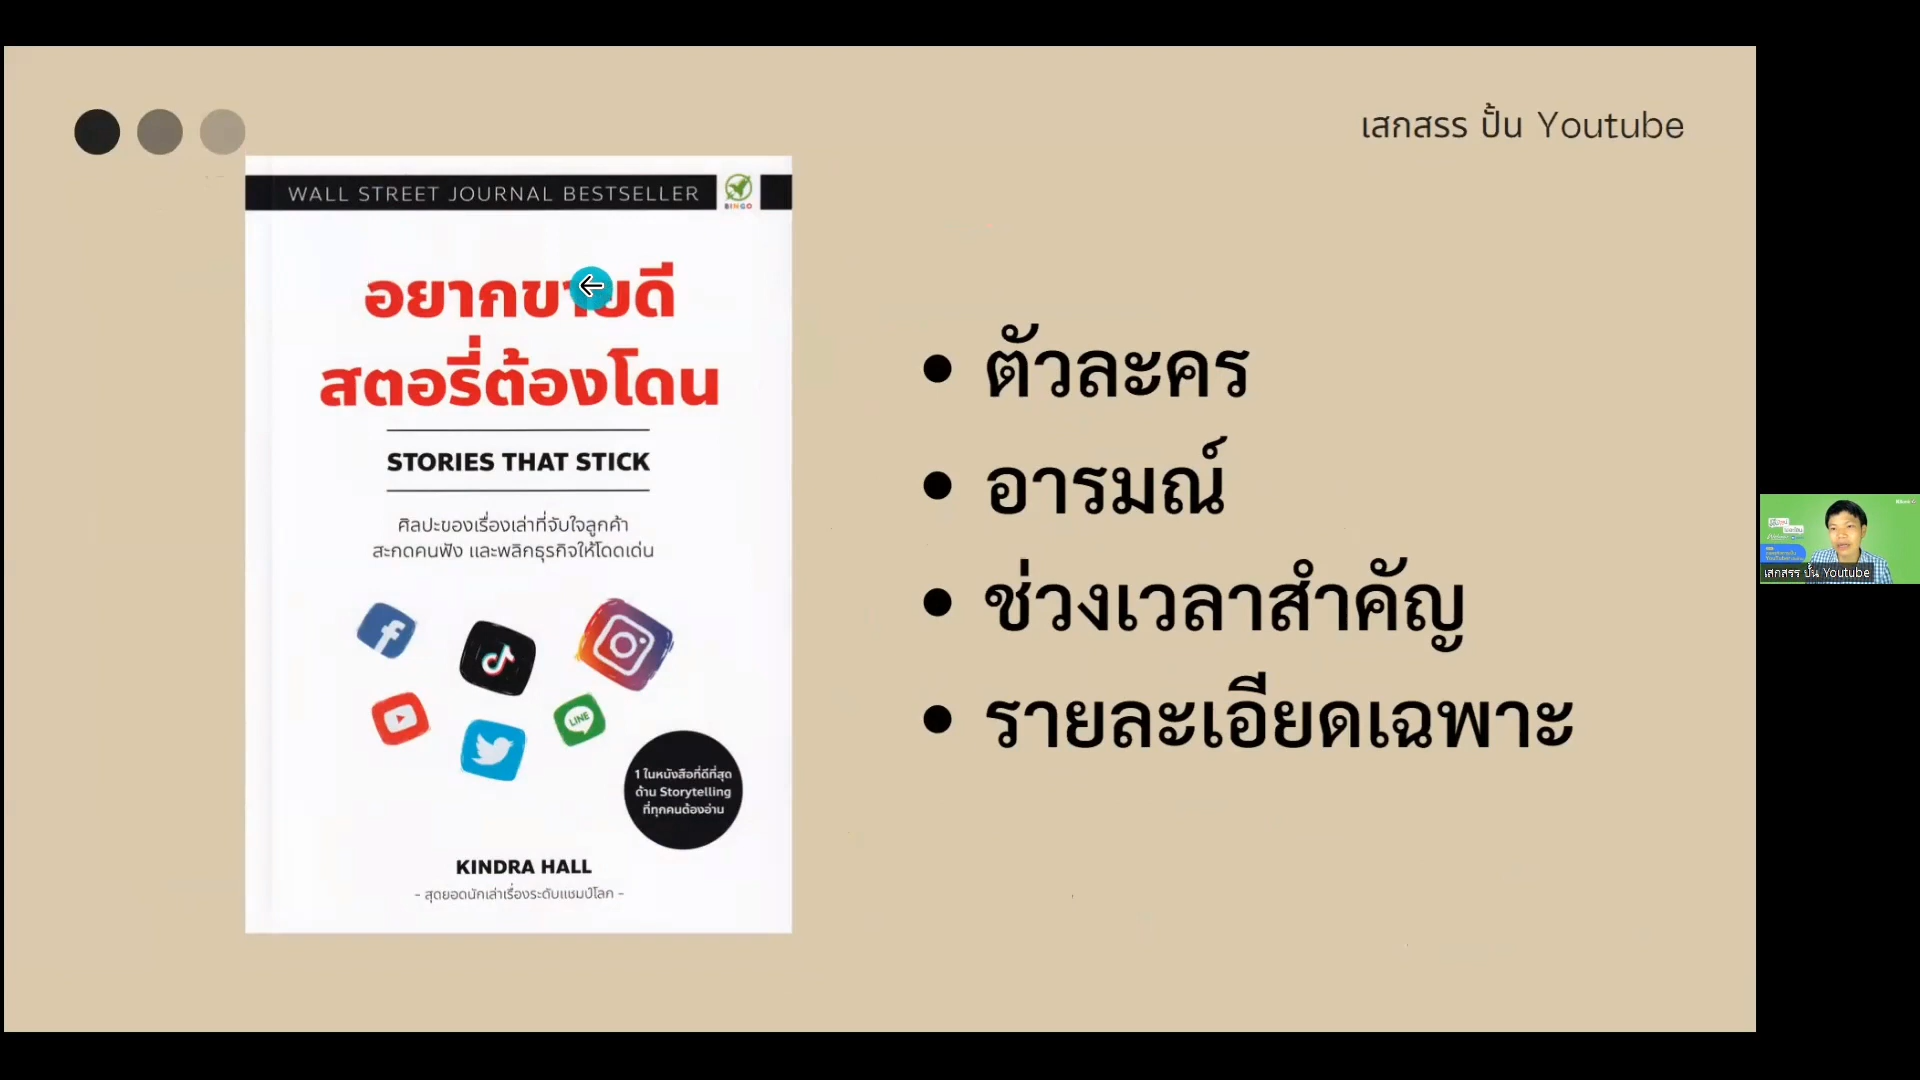 เสกสรร ปั้น Youtube
WALL STREET JOURNAL BESTSELLER
BINGO
อยากขายดี
สตอรี่ต้องโดน
STORIES THAT STICK
ศิลปะของเรื่องเล่าที่จับใจลูกค้า
สะกดคนฟัง และพลิกธุรกิจให้โดดเด่น
LINE
1 ในหนังสือที่ดีที่สุด
ด้าน Storytelling
ที่ทุกคนต้องอ่าน
KINDRA HALL
- สุดยอดนักเล่าเรื่องระดับแชมป์โลก -
• ตัวละคร
• อารมณ์
• ช่วงเวลาสำคัญ
• รายละเอียดเฉพาะ
เสกสรร ปั้น Youtube